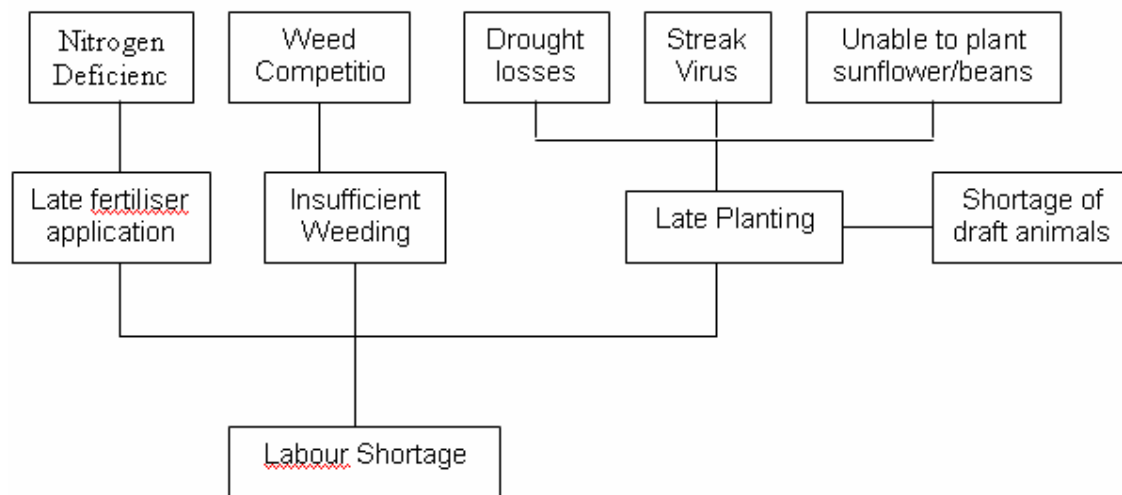 Nitrogen
Deficienc
Weed
Competitio
Drought
losses
Streak
Virus
Unable to plant
sunflower/beans
Late fertiliser
application
Insufficient
Weeding
Late Planting
Shortage of
draft animals
Labour Shortage